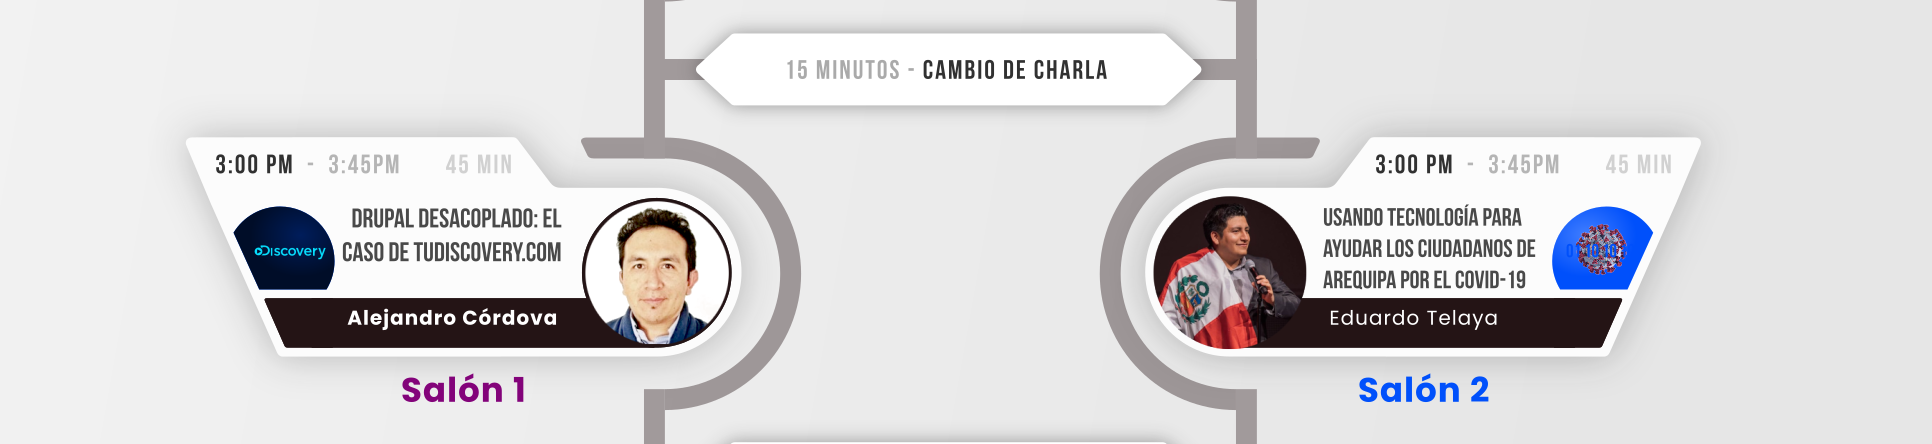 15 MINUTOS - CAMBIO DE CHARLA
3:00 PM - 3:45PM 45 MIN
Discovery
DRUPAL DESACOPLADO: EL
CASO DE TUDISCOVERY.COM
Alejandro Córdova
Salón 1
3:00 PM - 3:45PM 45 MIN
USANDO TECNOLOGÍA PARA
AYUDAR LOS CIUDADANOS DE
AREQUIPA POR EL COVID-19
Eduardo Telaya
Salón 2